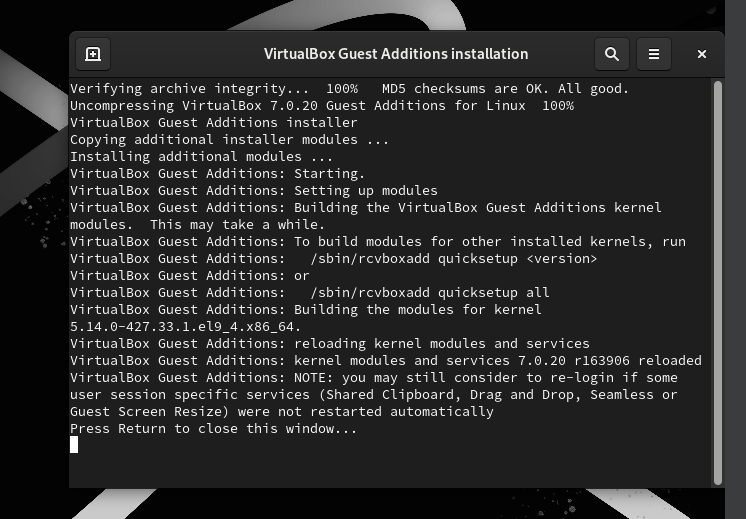 VirtualBox Guest Additions installation
Verifying archive integrity...  100%   MD5 checksums are OK. All good.
Uncompressing VirtualBox 7.0.20 Guest Additions for Linux  100%
VirtualBox Guest Additions installer
Copying additional installer modules ...
Installing additional modules ...
VirtualBox Guest Additions: Starting.
VirtualBox Guest Additions: Setting up modules
VirtualBox Guest Additions: Building the VirtualBox Guest Additions kernel
modules.  This may take a while.
VirtualBox Guest Additions: To build modules for other installed kernels, run
VirtualBox Guest Additions:   /sbin/rcvboxadd quicksetup <version>
VirtualBox Guest Additions: or
VirtualBox Guest Additions:   /sbin/rcvboxadd quicksetup all
VirtualBox Guest Additions: Building the modules for kernel
5.14.0-427.33.1.el9_4.x86_64.
VirtualBox Guest Additions: reloading kernel modules and services
VirtualBox Guest Additions: kernel modules and services 7.0.20 r163906 reloaded
VirtualBox Guest Additions: NOTE: you may still consider to re-login if some
user session specific services (Shared Clipboard, Drag and Drop, Seamless or
Guest Screen Resize) were not restarted automatically
Press Return to close this window...